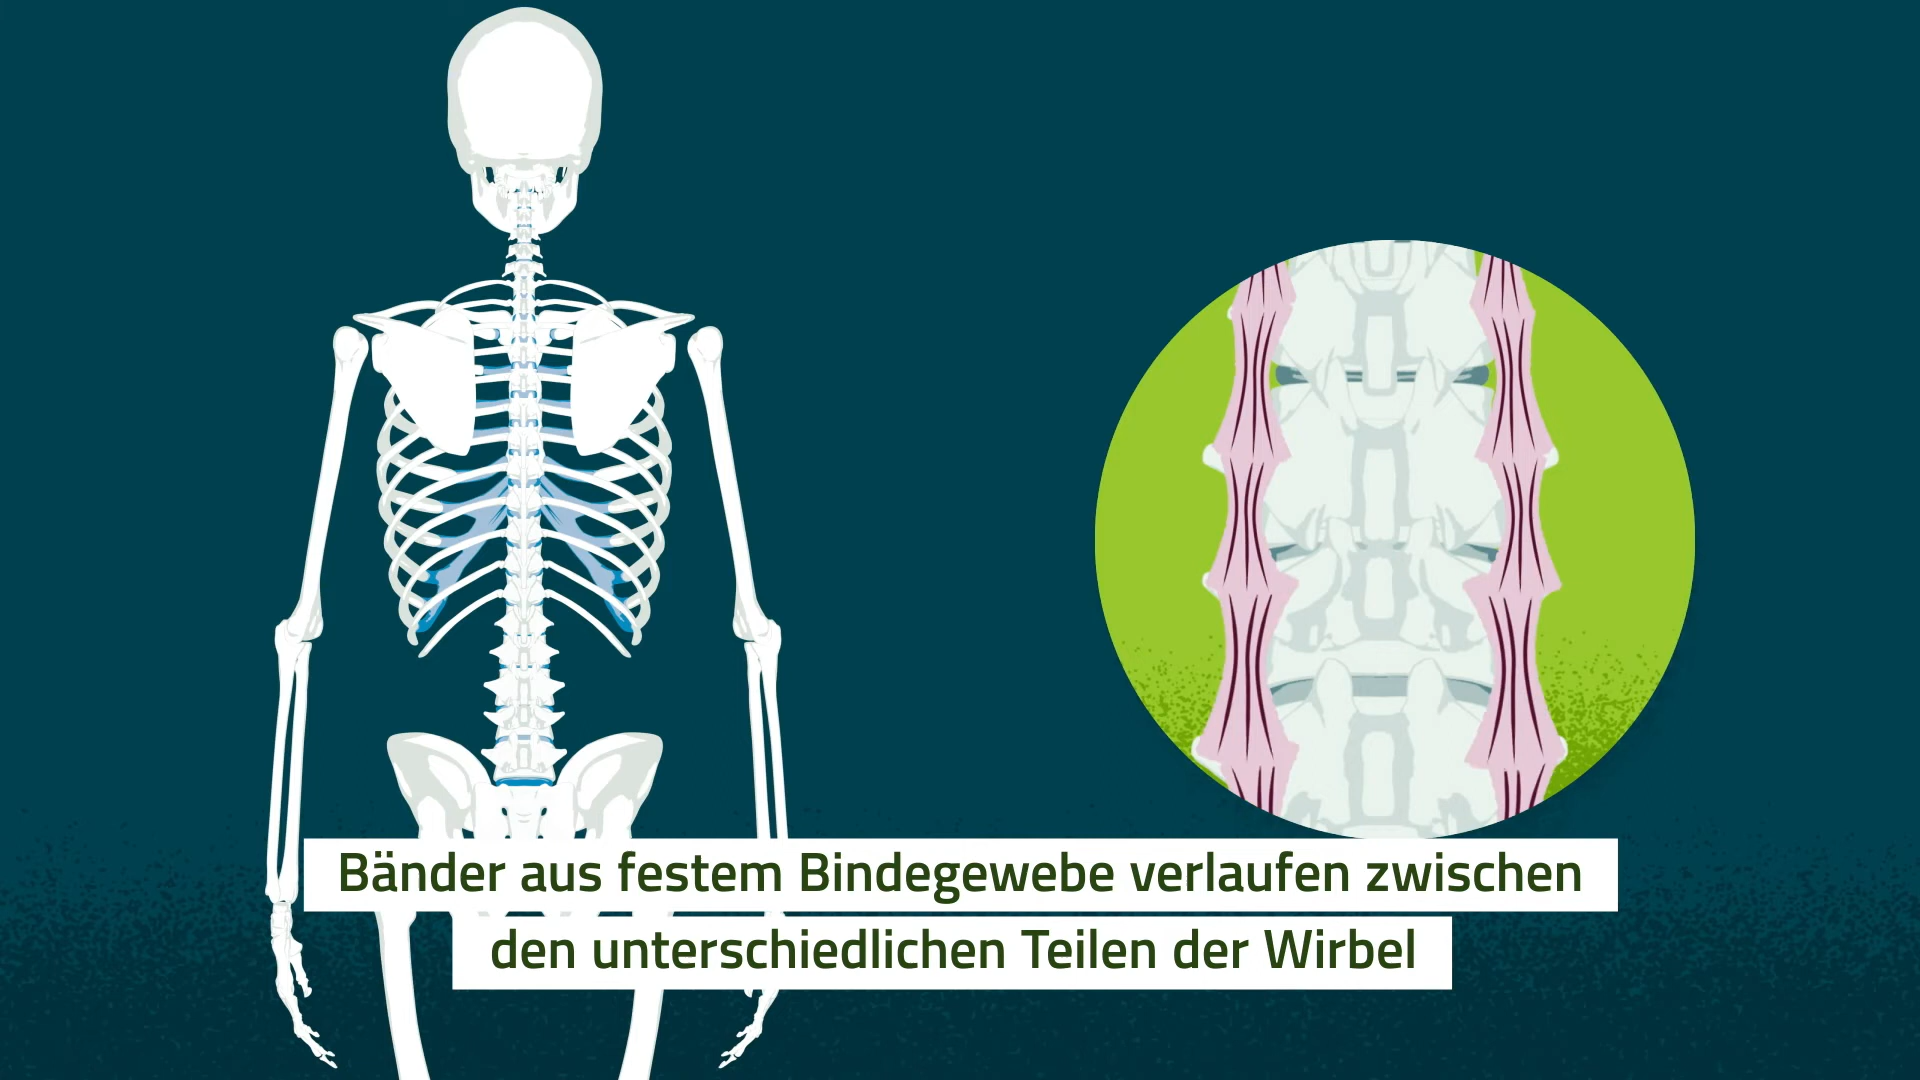 Bänder aus festem Bindegewebe verlaufen zwischen
den unterschiedlichen Teilen der Wirbel